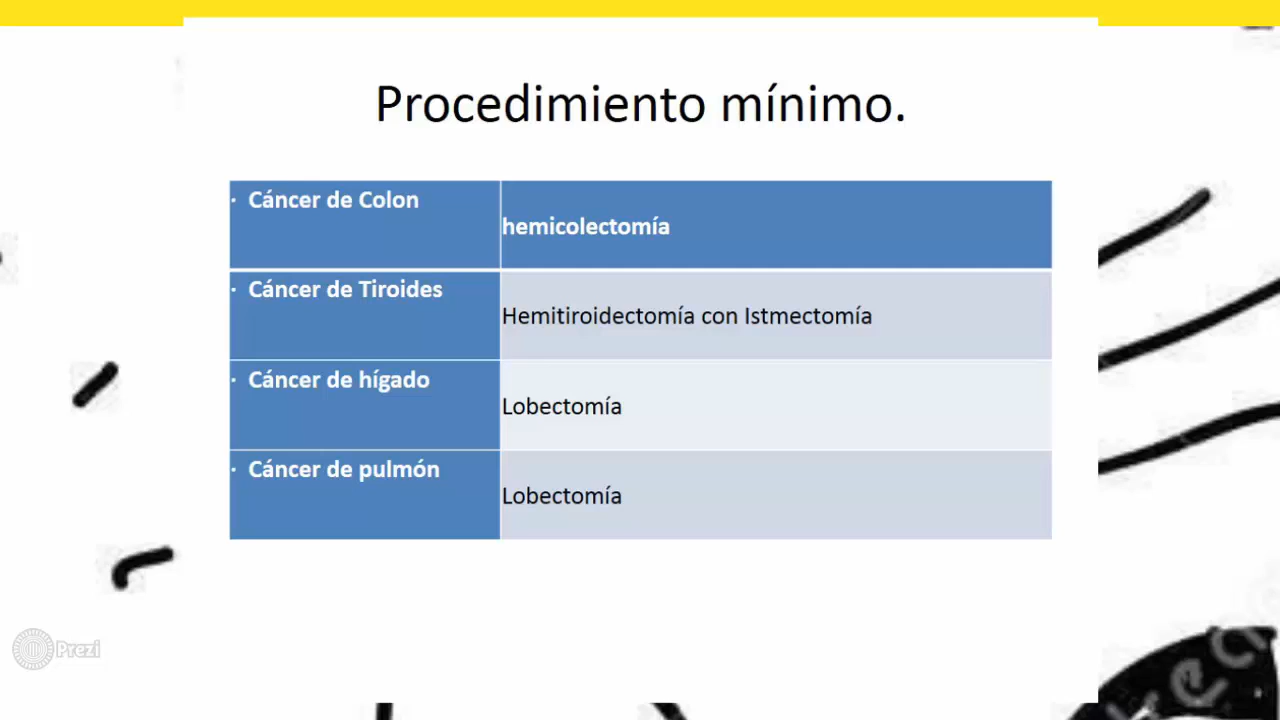 Procedimiento mínimo.
· Cáncer de Colon
hemicolectomía
· Cáncer de Tiroides
Hemitiroidectomía con Istmectomía
· Cáncer de hígado
Lobectomía
· Cáncer de pulmón
Lobectomía
Prezi